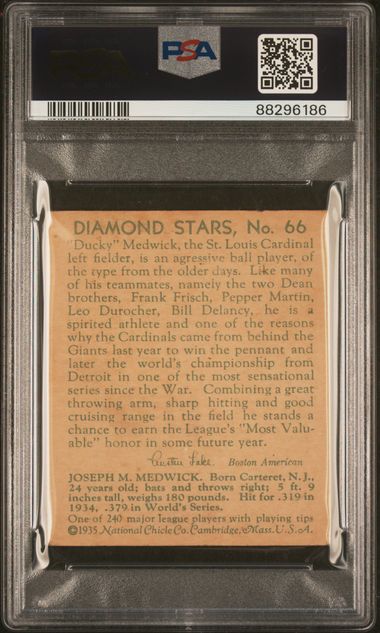 PSA
88296186
DIAMOND STARS, No. 66
"Ducky" Medwick, the St. Louis Cardinal
left fielder, is an agressive ball player, of
the type from the older days. Like many
of his teammates, namely the two Dean
brothers, Frank Frisch, Pepper Martin,
Leo Durocher, Bill Delancy, he is a
spirited athlete and one of the reasons
why the Cardinals came from behind the
Giants last year to win the pennant and
later the world's championship from
Detroit in one of the most sensational
series since the War. Combining a great
throwing arm, sharp hitting and good
cruising range in the field he stands a
chance to earn the League's "Most Valu-
able" honor in some future year.
Austen Lake. Boston American
JOSEPH M. MEDWICK. Born Carteret, N. J.,
24 years old; bats and throws right; 5 ft. 9
inches tall, weighs 180 pounds. Hit for .319 in
1934. .379 in World's Series.
One of 240 major league players with playing tips
©1935 National Chicle Co. Cambridge, Mass. U.S.A.